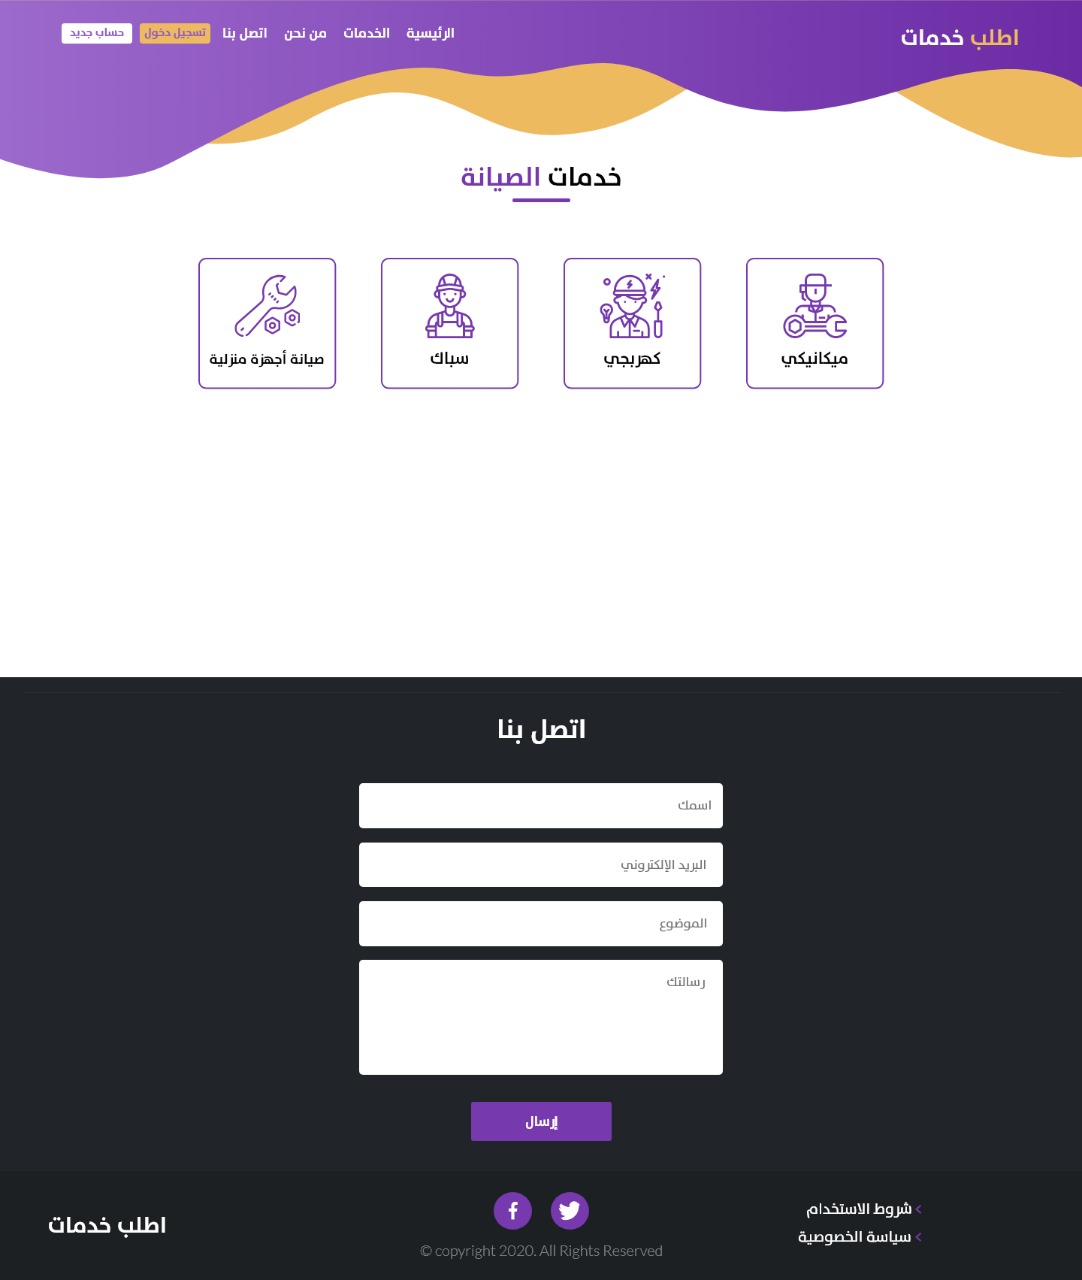 اطلب خدمات
الرئيسية
الخدمات
من نحن
اتصل بنا
تسجيل دخول
حساب جديد
خدمات الصيانة
ميكانيكي
كهربجي
سباك
صيانة أجهزة منزلية
اتصل بنا
اسمك
البريد الإلكتروني
الموضوع
رسالتك
إرسال
شروط الاستخدام
سياسة الخصوصية
© copyright 2020. All Rights Reserved
اطلب خدمات